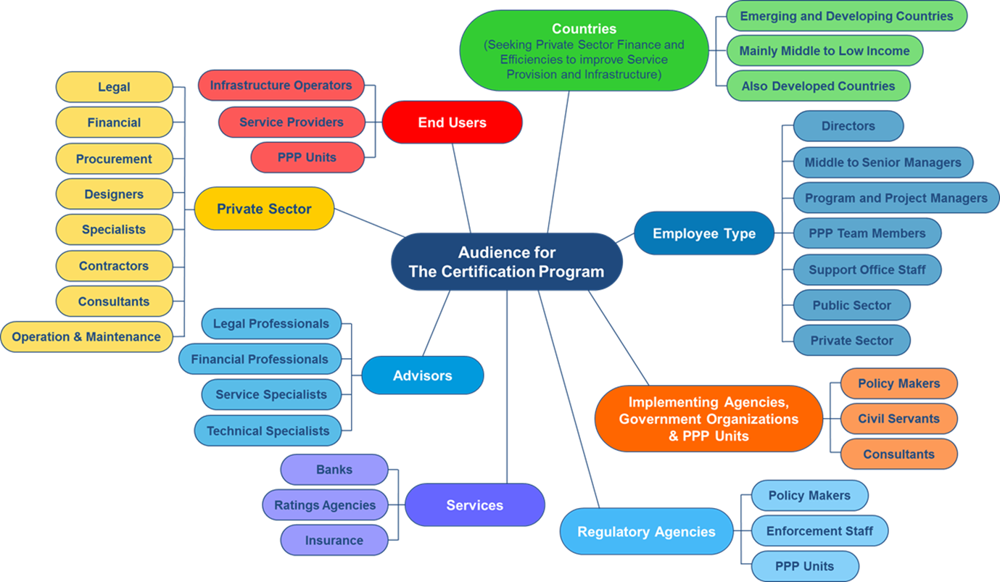 Countries
(Seeking Private Sector Finance and
Efficiencies to improve Service
Provision and Infrastructure)
Emerging and Developing Countries
Mainly Middle to Low Income
Also Developed Countries
End Users
Infrastructure Operators
Service Providers
PPP Units
Private Sector
Legal
Financial
Procurement
Designers
Specialists
Contractors
Consultants
Operation & Maintenance
Audience for
The Certification Program
Employee Type
Directors
Middle to Senior Managers
Program and Project Managers
PPP Team Members
Support Office Staff
Public Sector
Private Sector
Advisors
Legal Professionals
Financial Professionals
Service Specialists
Technical Specialists
Implementing Agencies,
Government Organizations
& PPP Units
Policy Makers
Civil Servants
Consultants
Services
Banks
Ratings Agencies
Insurance
Regulatory Agencies
Policy Makers
Enforcement Staff
PPP Units